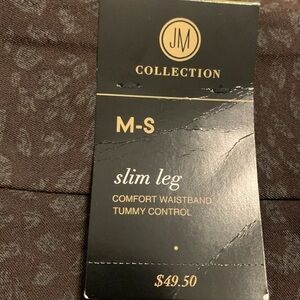 JM
COLLECTION
M-S
slim leg
COMFORT WAISTBAND
TUMMY CONTROL
$49.50